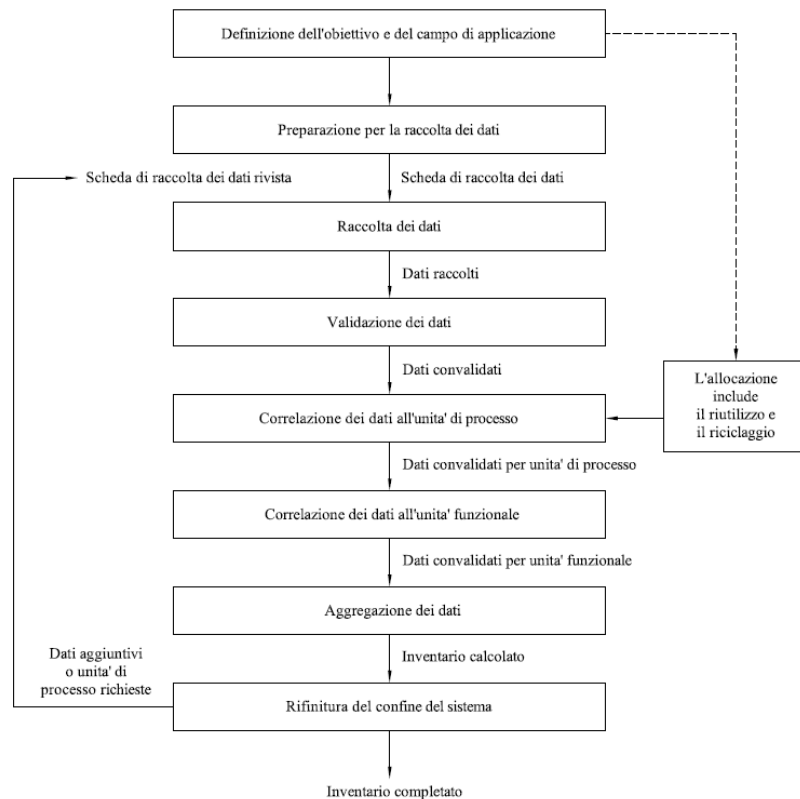 Definizione dell'obiettivo e del campo di applicazione
Preparazione per la raccolta dei dati
Scheda di raccolta dei dati rivista
Scheda di raccolta dei dati
Raccolta dei dati
Dati raccolti
Validazione dei dati
Dati convalidati
L'allocazione
include
il riutilizzo e
il riciclaggio
Correlazione dei dati all'unita' di processo
Dati convalidati per unita' di processo
Correlazione dei dati all'unita' funzionale
Dati convalidati per unita' funzionale
Aggregazione dei dati
Inventario calcolato
Dati aggiuntivi
o unita' di
processo richieste
Rifinitura del confine del sistema
Inventario completato